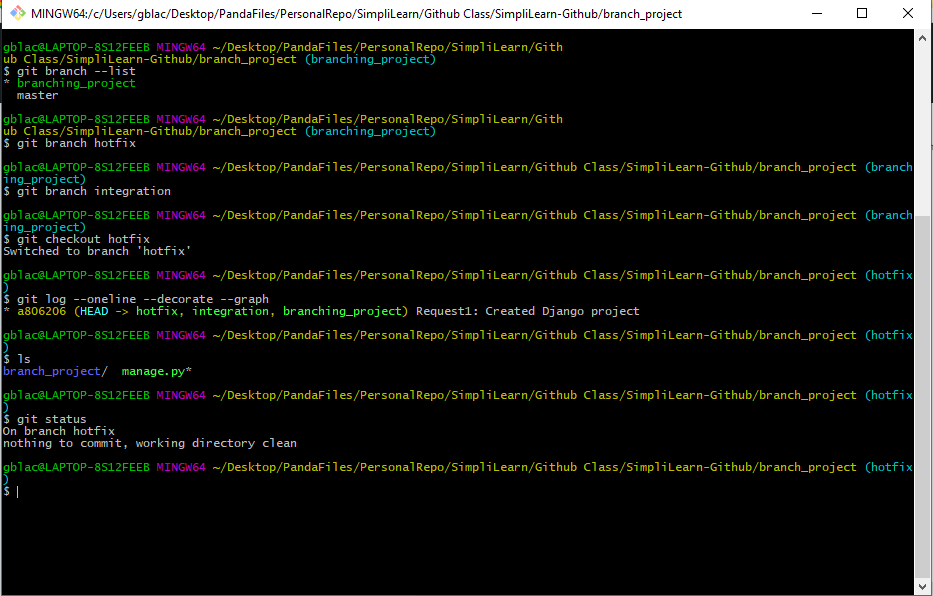 MINGW64:/c/Users/gblac/Desktop/PandaFiles/PersonalRepo/SimpliLearn/Github Class/SimpliLearn-Github/branch_project
gblac@LAPTOP-8S12FEEB MINGW64 ~/Desktop/PandaFiles/PersonalRepo/SimpliLearn/Gith
ub Class/SimpliLearn-Github/branch_project (branching_project)
$ git branch --list
* branching_project
  master
gblac@LAPTOP-8S12FEEB MINGW64 ~/Desktop/PandaFiles/PersonalRepo/SimpliLearn/Gith
ub Class/SimpliLearn-Github/branch_project (branching_project)
$ git branch hotfix
gblac@LAPTOP-8S12FEEB MINGW64 ~/Desktop/PandaFiles/PersonalRepo/SimpliLearn/Github Class/SimpliLearn-Github/branch_project (branch
ing_project)
$ git branch integration
gblac@LAPTOP-8S12FEEB MINGW64 ~/Desktop/PandaFiles/PersonalRepo/SimpliLearn/Github Class/SimpliLearn-Github/branch_project (branch
ing_project)
$ git checkout hotfix
Switched to branch 'hotfix'
gblac@LAPTOP-8S12FEEB MINGW64 ~/Desktop/PandaFiles/PersonalRepo/SimpliLearn/Github Class/SimpliLearn-Github/branch_project (hotfix
)
$ git log --oneline --decorate --graph
* a806206 (HEAD -> hotfix, integration, branching_project) Request1: Created Django project
gblac@LAPTOP-8S12FEEB MINGW64 ~/Desktop/PandaFiles/PersonalRepo/SimpliLearn/Github Class/SimpliLearn-Github/branch_project (hotfix
)
$ ls
branch_project/  manage.py*
gblac@LAPTOP-8S12FEEB MINGW64 ~/Desktop/PandaFiles/PersonalRepo/SimpliLearn/Github Class/SimpliLearn-Github/branch_project (hotfix
)
$ git status
On branch hotfix
nothing to commit, working directory clean
gblac@LAPTOP-8S12FEEB MINGW64 ~/Desktop/PandaFiles/PersonalRepo/SimpliLearn/Github Class/SimpliLearn-Github/branch_project (hotfix
)
$